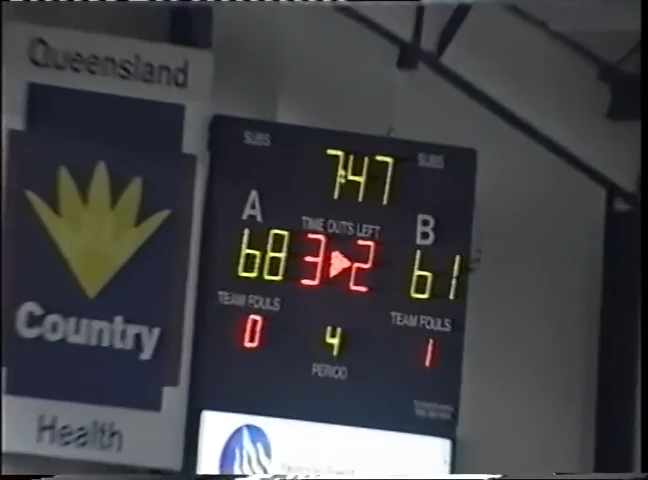 Queensland
Country
Health
SUBS SUBS
7:47
A TIME OUTS LEFT B
68 3 2 61
TEAM FOULS TEAM FOULS
0 4 1
PERIOD